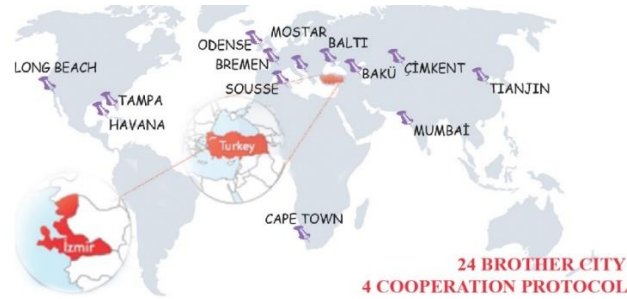 MOSTAR
ODENSE
BALTI
BREMEN
LONG BEACH
BAKÜ
ÇİMKENT
SOUSSE
TIANJIN
TAMPA
HAVANA
MUMBAİ
Turkey
CAPE TOWN
İzmir
24 BROTHER CITY
4 COOPERATION PROTOCOL